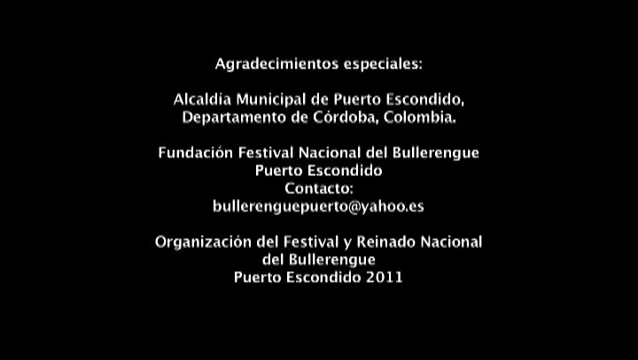 Agradecimientos especiales:
Alcaldía Municipal de Puerto Escondido,
Departamento de Córdoba, Colombia.
Fundación Festival Nacional del Bullerengue
Puerto Escondido
Contacto:
bullerenguepuerto@yahoo.es
Organización del Festival y Reinado Nacional
del Bullerengue
Puerto Escondido 2011